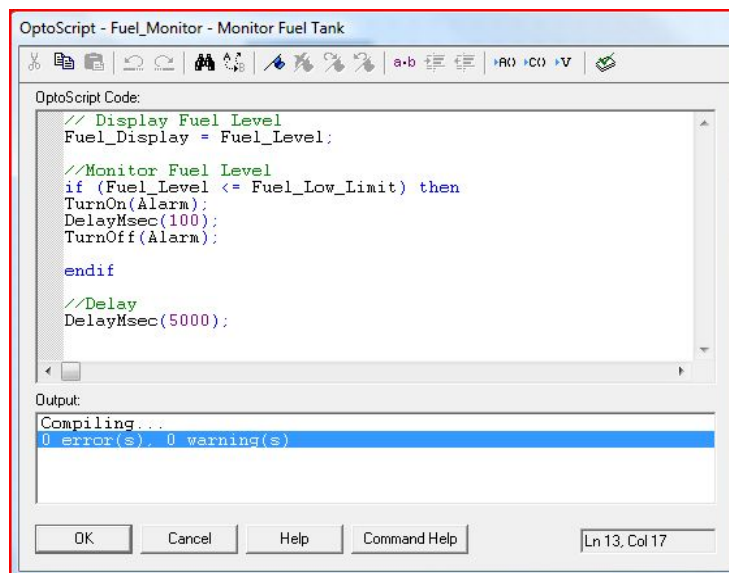 OptoScript - Fuel_Monitor - Monitor Fuel Tank
a•b A() C() V
OptoScript Code:
// Display Fuel Level
Fuel_Display = Fuel_Level;
//Monitor Fuel Level
if (Fuel_Level <= Fuel_Low_Limit) then
TurnOn(Alarm);
DelayMsec(100);
TurnOff(Alarm);
endif
//Delay
DelayMsec(5000);
Output:
Compiling...
0 error(s), 0 warning(s)
OK Cancel Help Command Help Ln 13, Col 17